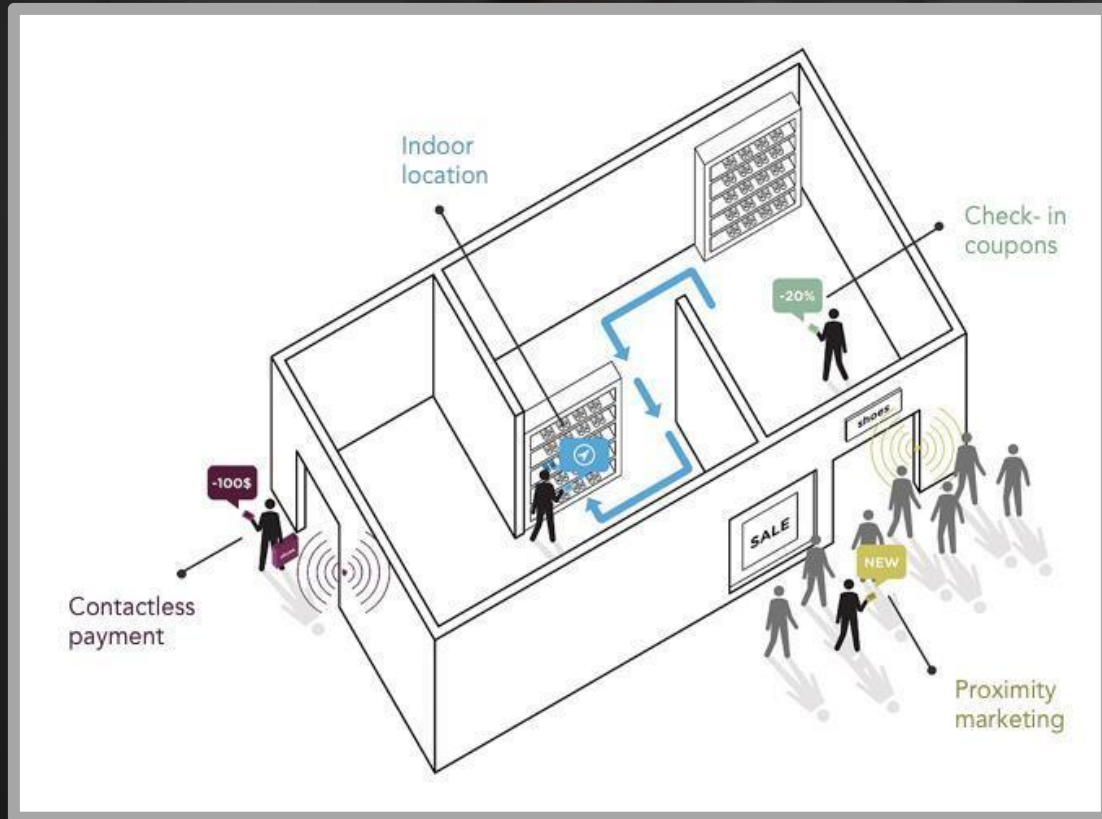 Indoor
location
Check- in
coupons
-20%
shoes
-100$
SALE
NEW
Contactless
payment
Proximity
marketing